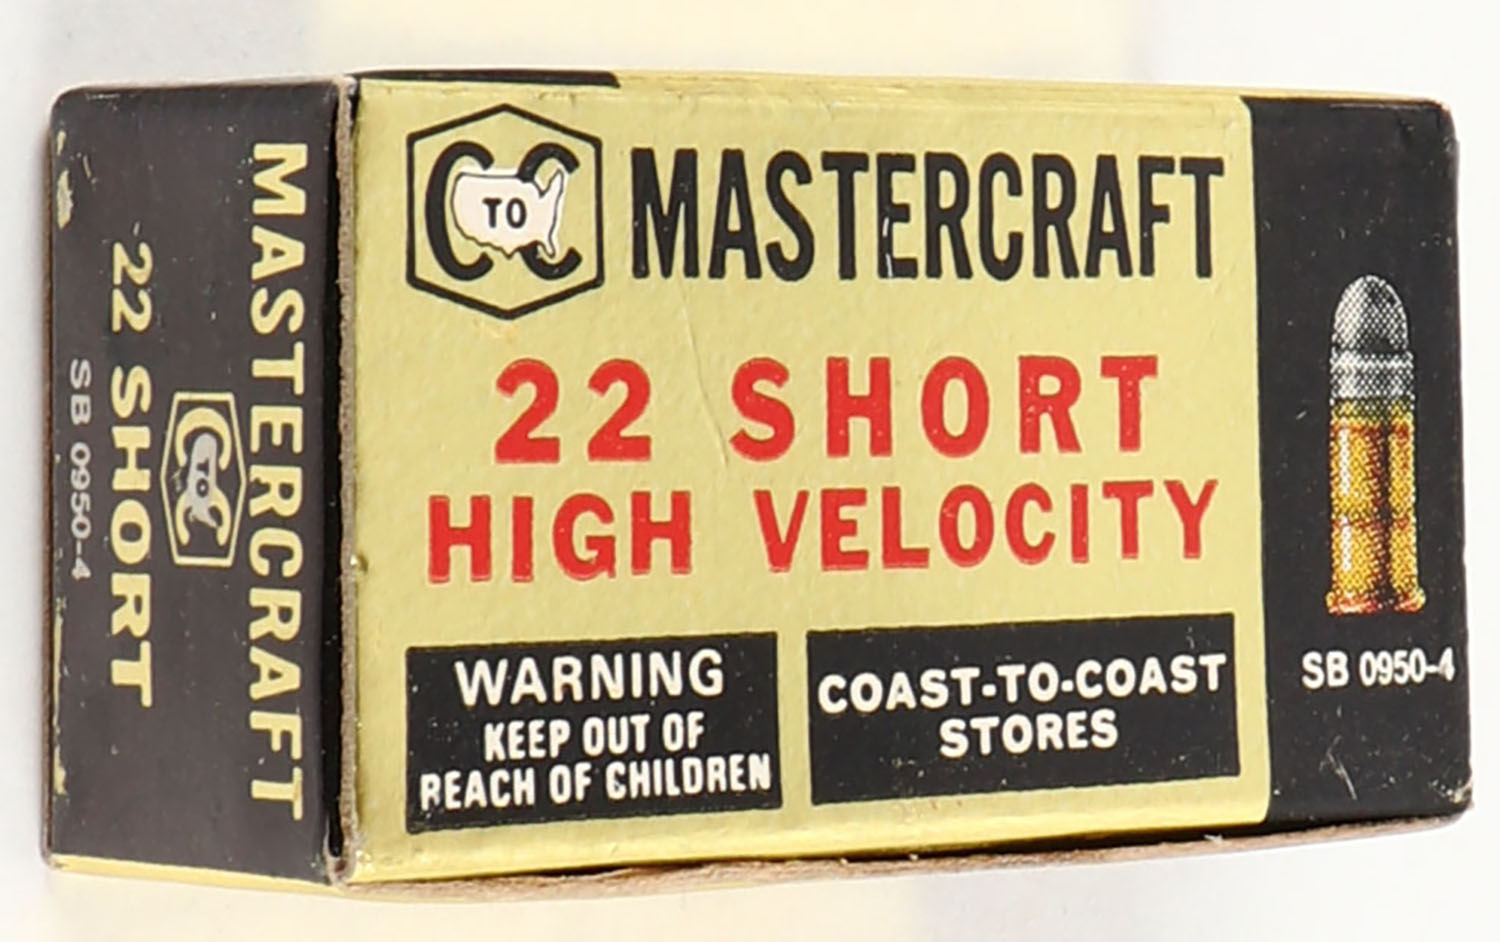 MASTERCRAFT
C TO C
22 SHORT
SB 0950-4
C TO C
MASTERCRAFT
22 SHORT
HIGH VELOCITY
WARNING
KEEP OUT OF
REACH OF CHILDREN
COAST-TO-COAST
STORES
SB 0950-4